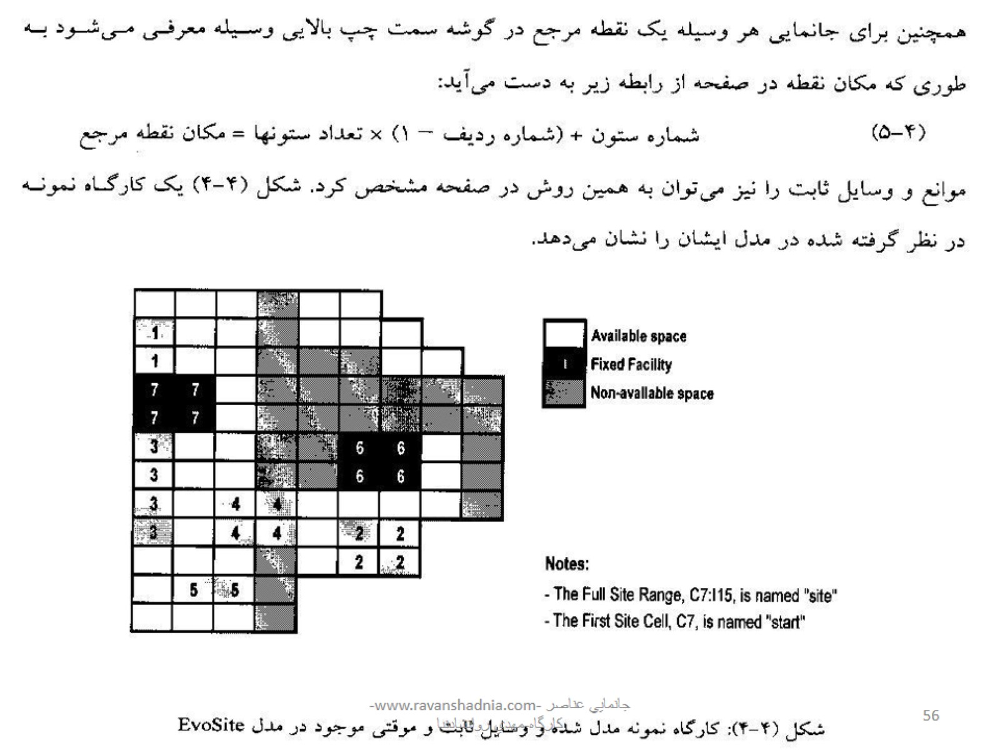 همچنین برای جانمایی هر وسیله یک نقطه مرجع در گوشه سمت چپ بالایی وسیله معرفی می‌شود به
طوری که مکان نقطه در صفحه از رابطه زیر به دست می‌آید:
(۵-۴) شماره ستون + (شماره ردیف – ۱) × تعداد ستونها = مکان نقطه مرجع
موانع و وسایل ثابت را نیز می‌توان به همین روش در صفحه مشخص کرد. شکل (۴-۴) یک کارگاه نمونه
در نظر گرفته شده در مدل ایشان را نشان می‌دهد.
1
1
7 7
7 7
3 6 6
3 6 6
3 4 4
3 4 4 2 2
2 2
5 5
Available space
Fixed Facility
Non-available space
Notes:
- The Full Site Range, C7:I15, is named "site"
- The First Site Cell, C7, is named "start"
جانمایی عناصر -www.ravanshadnia.com-
شکل (۴-۴): کارگاه نمونه مدل شده و وسایل ثابت و موقتی موجود در مدل EvoSite
56